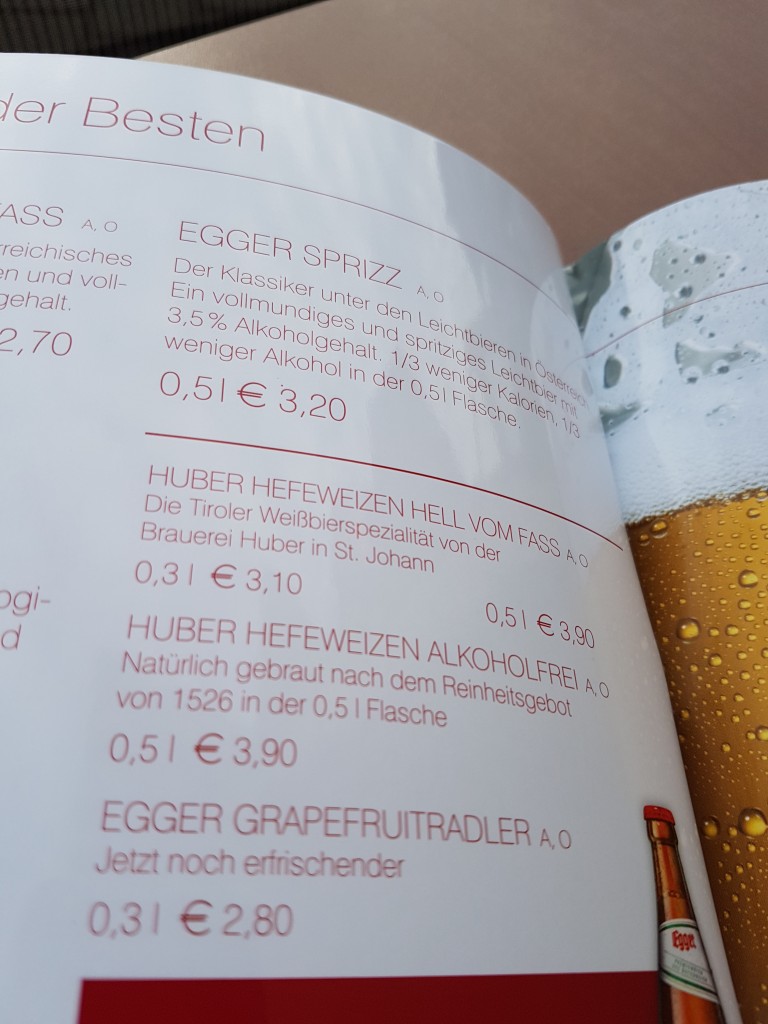 der Besten
FASS A, O
rreichisches
en und voll-
gehalt.
2,70
ogi-
d
EGGER SPRIZZ A, O
Der Klassiker unter den Leichtbieren in Österreich
Ein vollmundiges und spritziges Leichtbier mit
3,5% Alkoholgehalt. 1/3 weniger Kalorien, 1/3
weniger Alkohol in der 0,5 l Flasche.
0,5 l € 3,20
HUBER HEFEWEIZEN HELL VOM FASS A, O
Die Tiroler Weißbierspezialität von der
Brauerei Huber in St. Johann
0,3 l € 3,10 0,5 l € 3,90
HUBER HEFEWEIZEN ALKOHOLFREI A, O
Natürlich gebraut nach dem Reinheitsgebot
von 1526 in der 0,5 l Flasche
0,5 l € 3,90
EGGER GRAPEFRUITRADLER A, O
Jetzt noch erfrischender
0,3 l € 2,80
Egger